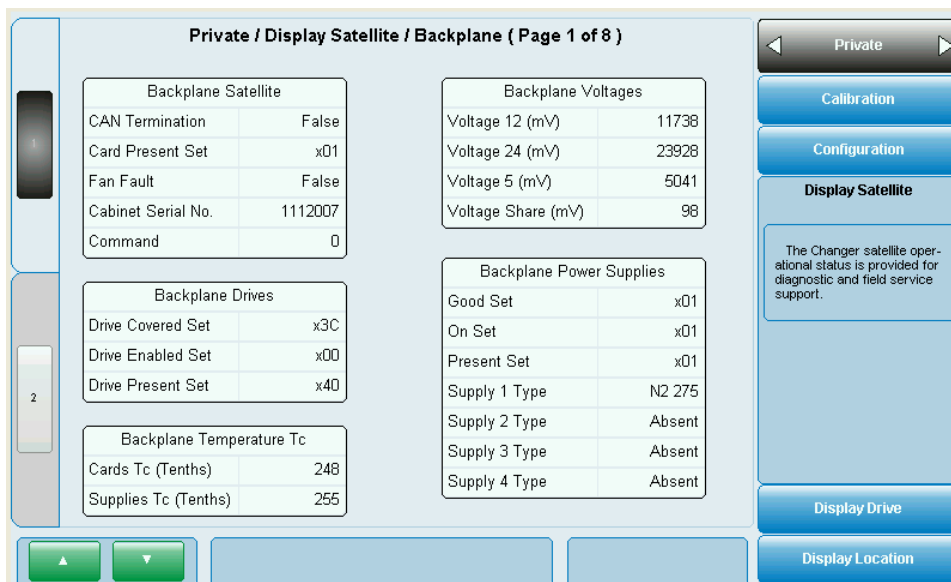 Private / Display Satellite / Backplane ( Page 1 of 8 )
1
2
Backplane Satellite
CAN Termination False
Card Present Set x01
Fan Fault False
Cabinet Serial No. 1112007
Command 0
Backplane Drives
Drive Covered Set x3C
Drive Enabled Set x00
Drive Present Set x40
Backplane Temperature Tc
Cards Tc (Tenths) 248
Supplies Tc (Tenths) 255
Backplane Voltages
Voltage 12 (mV) 11738
Voltage 24 (mV) 23928
Voltage 5 (mV) 5041
Voltage Share (mV) 98
Backplane Power Supplies
Good Set x01
On Set x01
Present Set x01
Supply 1 Type N2 275
Supply 2 Type Absent
Supply 3 Type Absent
Supply 4 Type Absent
Private
Calibration
Configuration
Display Satellite
The Changer satellite oper-
ational status is provided for
diagnostic and field service
support.
Display Drive
Display Location